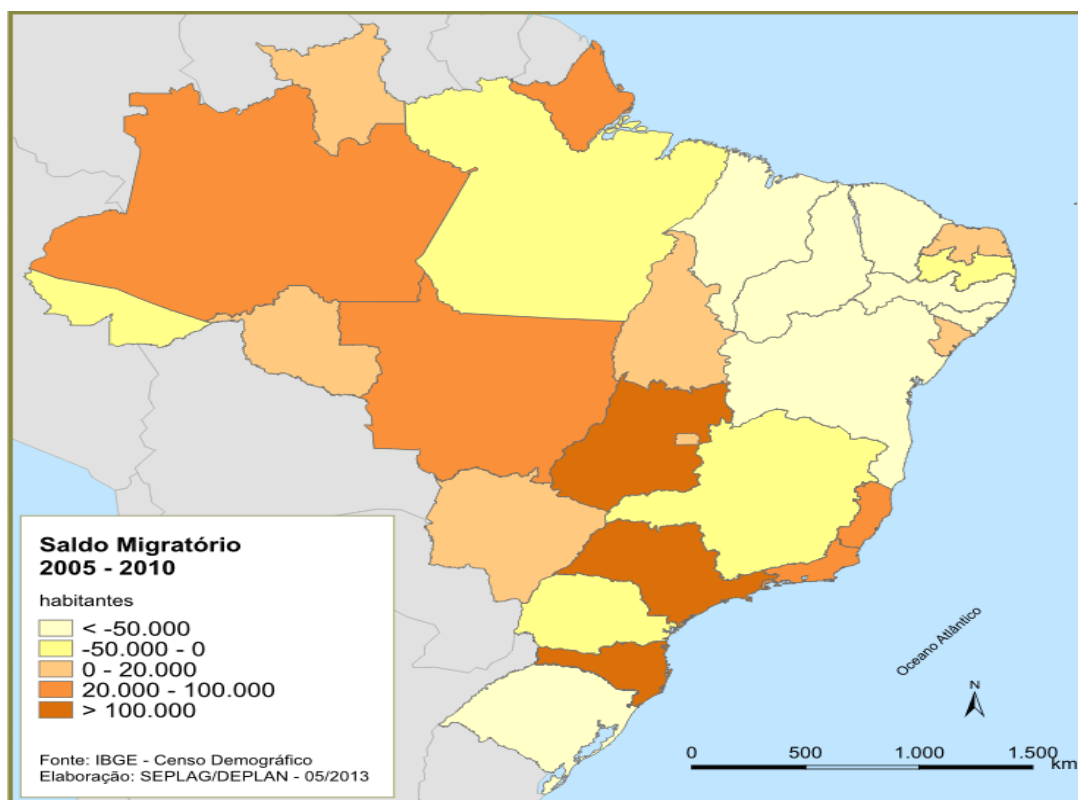 Saldo Migratório
2005 - 2010
habitantes
< -50.000
-50.000 - 0
0 - 20.000
20.000 - 100.000
> 100.000
Fonte: IBGE - Censo Demográfico
Elaboração: SEPLAG/DEPLAN - 05/2013
Oceano Atlântico
N
0 500 1.000 1.500
km